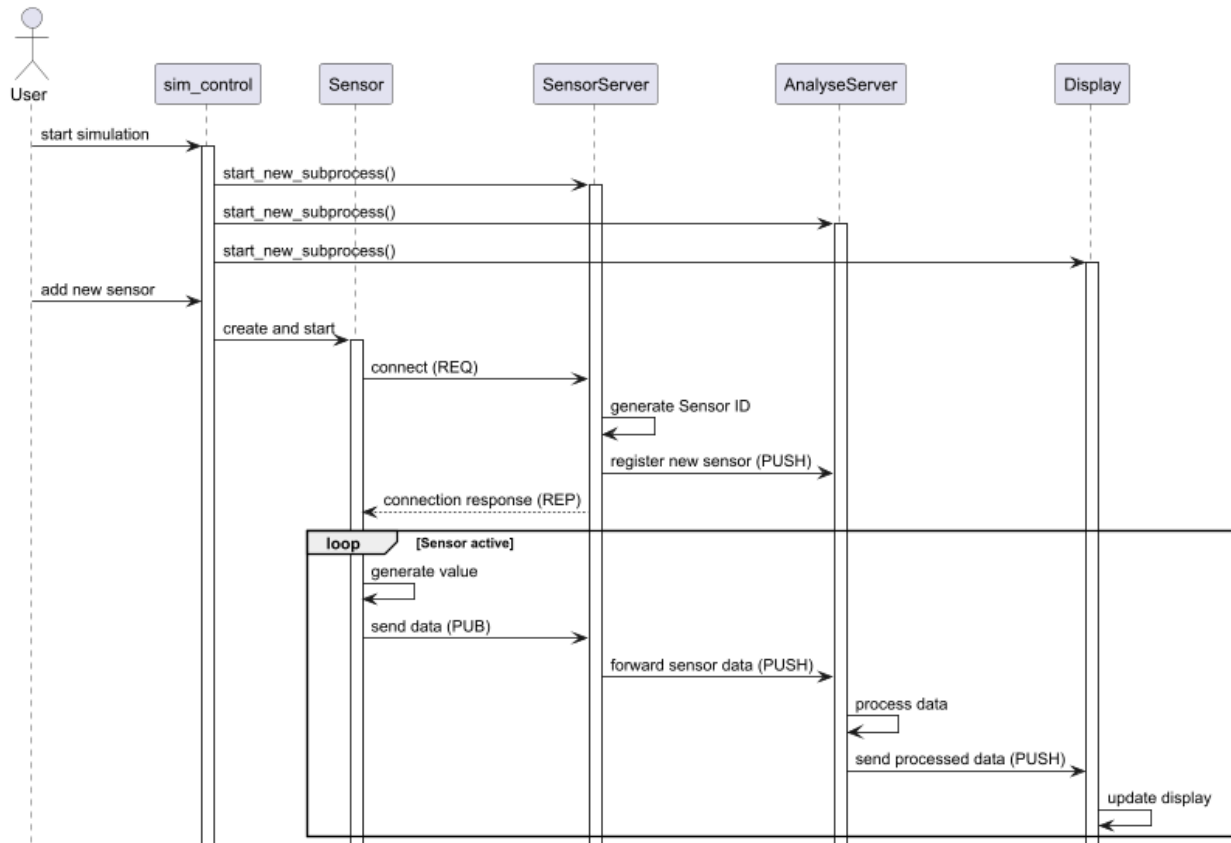 User
sim_control
Sensor
SensorServer
AnalyseServer
Display
start simulation
start_new_subprocess()
start_new_subprocess()
start_new_subprocess()
add new sensor
create and start
connect (REQ)
generate Sensor ID
register new sensor (PUSH)
connection response (REP)
loop [Sensor active]
generate value
send data (PUB)
forward sensor data (PUSH)
process data
send processed data (PUSH)
update display